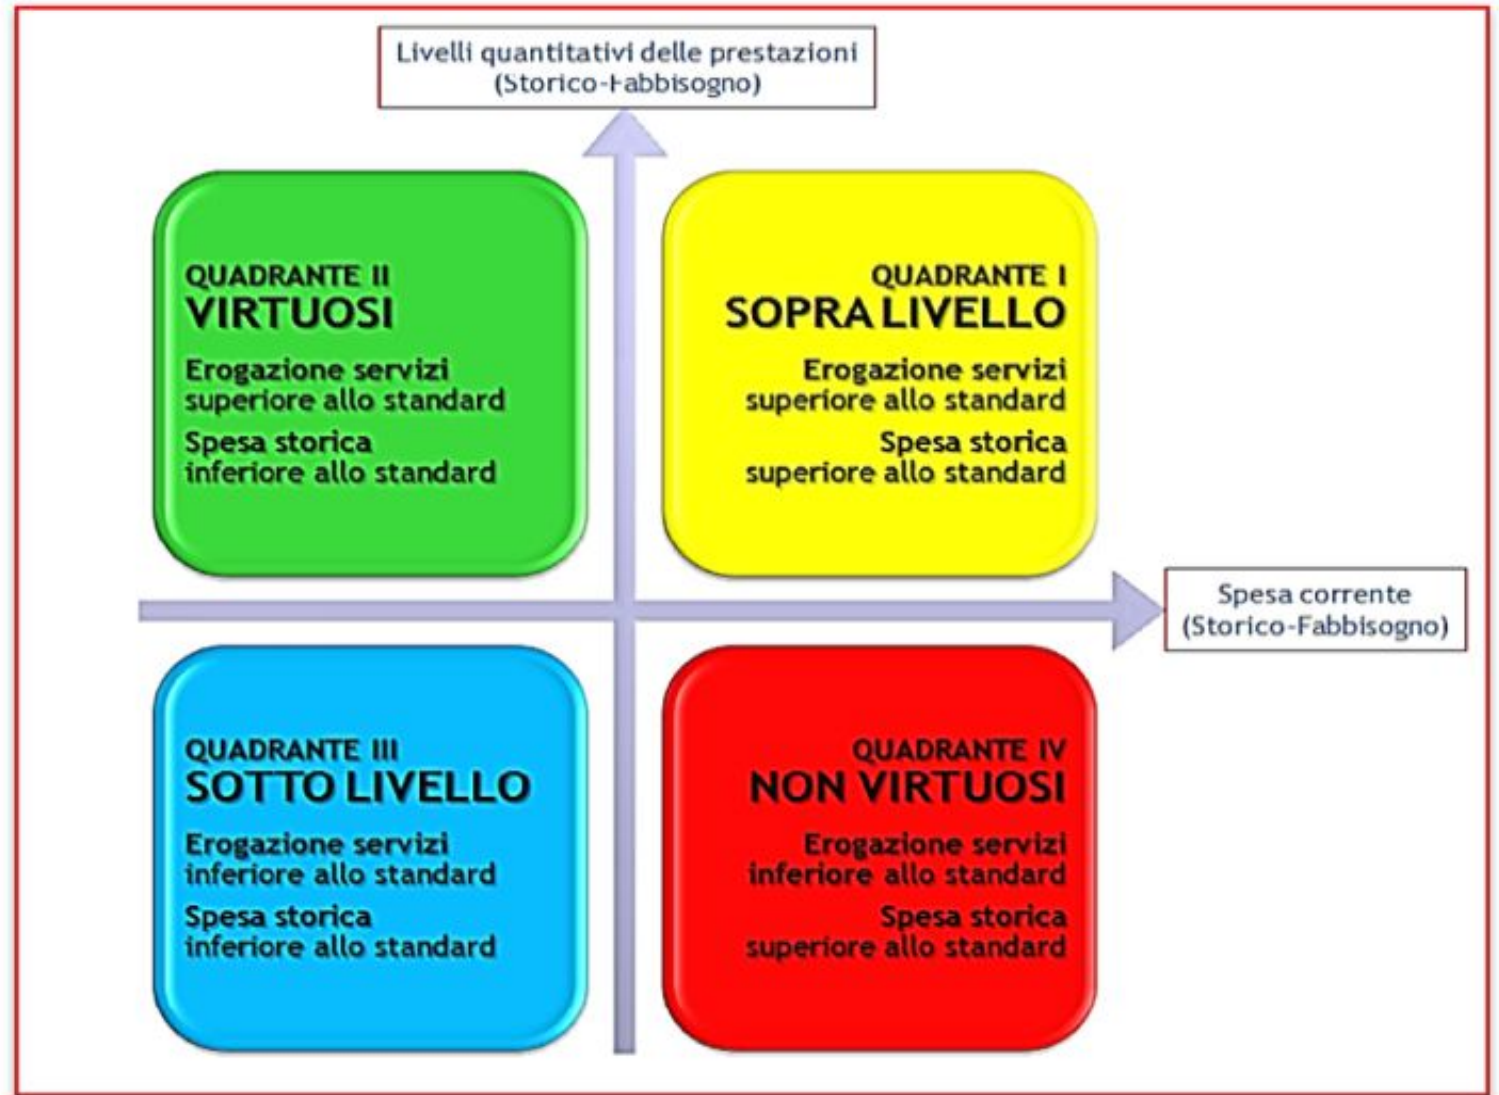 Livelli quantitativi delle prestazioni
(Storico-Fabbisogno)
QUADRANTE II
VIRTUOSI
Erogazione servizi
superiore allo standard
Spesa storica
inferiore allo standard
QUADRANTE I
SOPRA LIVELLO
Erogazione servizi
superiore allo standard
Spesa storica
superiore allo standard
Spesa corrente
(Storico-Fabbisogno)
QUADRANTE III
SOTTO LIVELLO
Erogazione servizi
inferiore allo standard
Spesa storica
inferiore allo standard
QUADRANTE IV
NON VIRTUOSI
Erogazione servizi
inferiore allo standard
Spesa storica
superiore allo standard